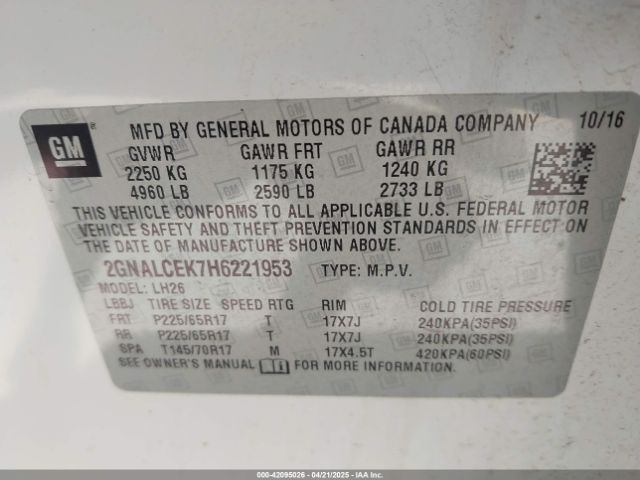 GM ® MFD BY GENERAL MOTORS OF CANADA COMPANY 10/16
GVWR GAWR FRT GAWR RR
2250 KG 1175 KG 1240 KG
4960 LB 2590 LB 2733 LB
THIS VEHICLE CONFORMS TO ALL APPLICABLE U.S. FEDERAL MOTOR
VEHICLE SAFETY AND THEFT PREVENTION STANDARDS IN EFFECT ON
THE DATE OF MANUFACTURE SHOWN ABOVE.
2GNALCEK7H6221953 TYPE: M.P.V.
MODEL: LH26
LBBJ TIRE SIZE SPEED RTG RIM COLD TIRE PRESSURE
FRT P225/65R17 T 17X7J 240KPA(35PSI)
RR P225/65R17 T 17X7J 240KPA(35PSI)
SPA T145/70R17 M 17X4.5T 420KPA(60PSI)
SEE OWNER'S MANUAL FOR MORE INFORMATION.
000-42095026 - 04/21/2025 - IAAI.com